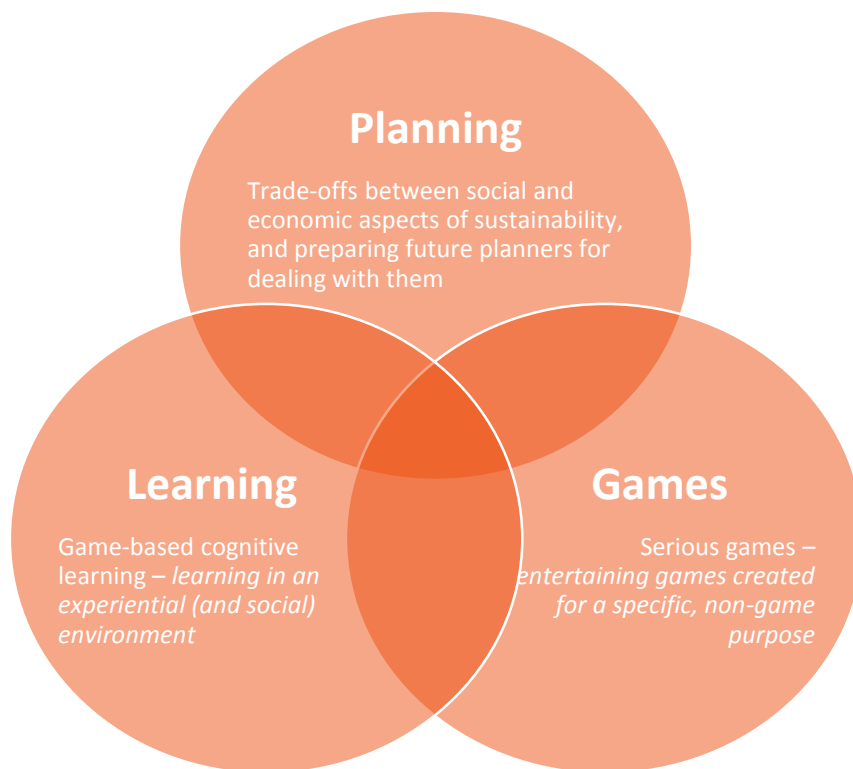 Planning
Trade-offs between social and
economic aspects of sustainability,
and preparing future planners for
dealing with them
Learning
Game-based cognitive
learning – learning in an
experiential (and social)
environment
Games
Serious games –
entertaining games created
for a specific, non-game
purpose